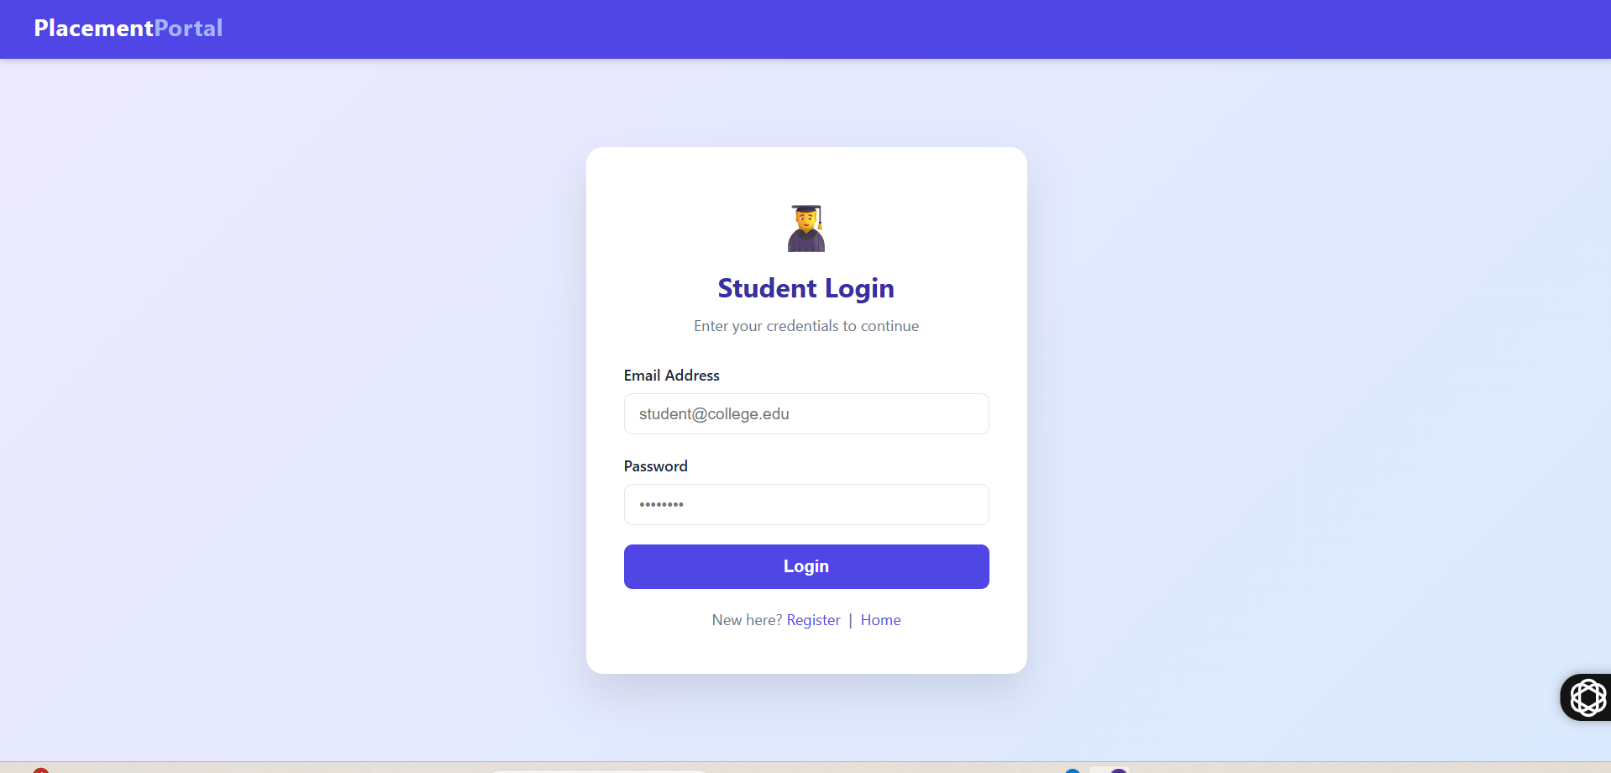 PlacementPortal
Student Login
Enter your credentials to continue
Email Address
student@college.edu
Password
••••••••
Login
New here? Register | Home